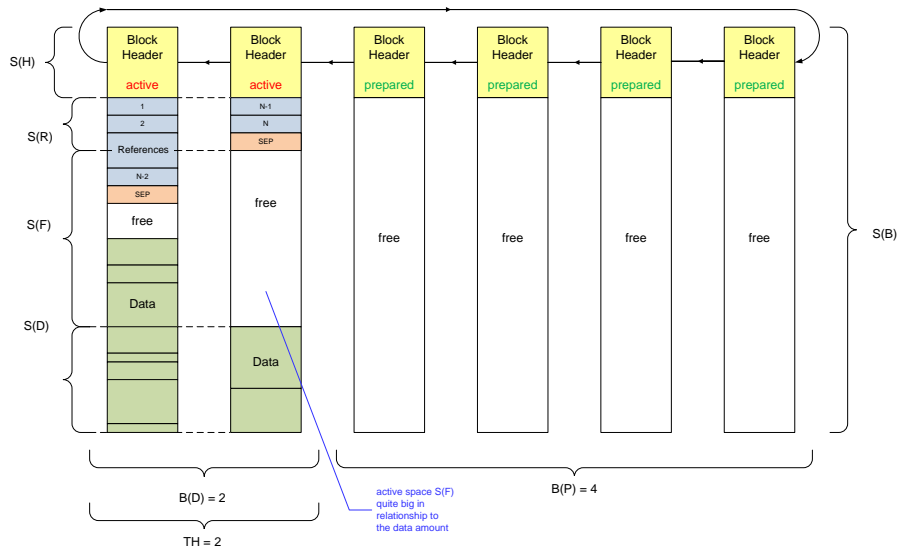 Block
Header
active
Block
Header
active
Block
Header
prepared
Block
Header
prepared
Block
Header
prepared
Block
Header
prepared
S(H)
S(R)
S(F)
S(D)
S(B)
1
2
References
N-2
SEP
free
Data
N-1
N
SEP
free
Data
free
free
free
free
B(D) = 2
TH = 2
active space S(F)
quite big in
relationship to
the data amount
B(P) = 4